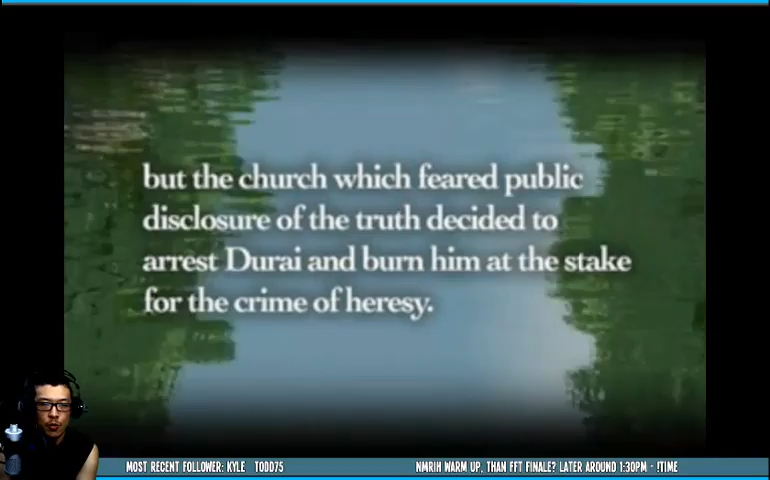 but the church which feared public
disclosure of the truth decided to
arrest Durai and burn him at the stake
for the crime of heresy.
MOST RECENT FOLLOWER: KYLE TODD75
NMRIH WARM UP, THAN FFT FINALE? LATER AROUND 1:30PM - !TIME